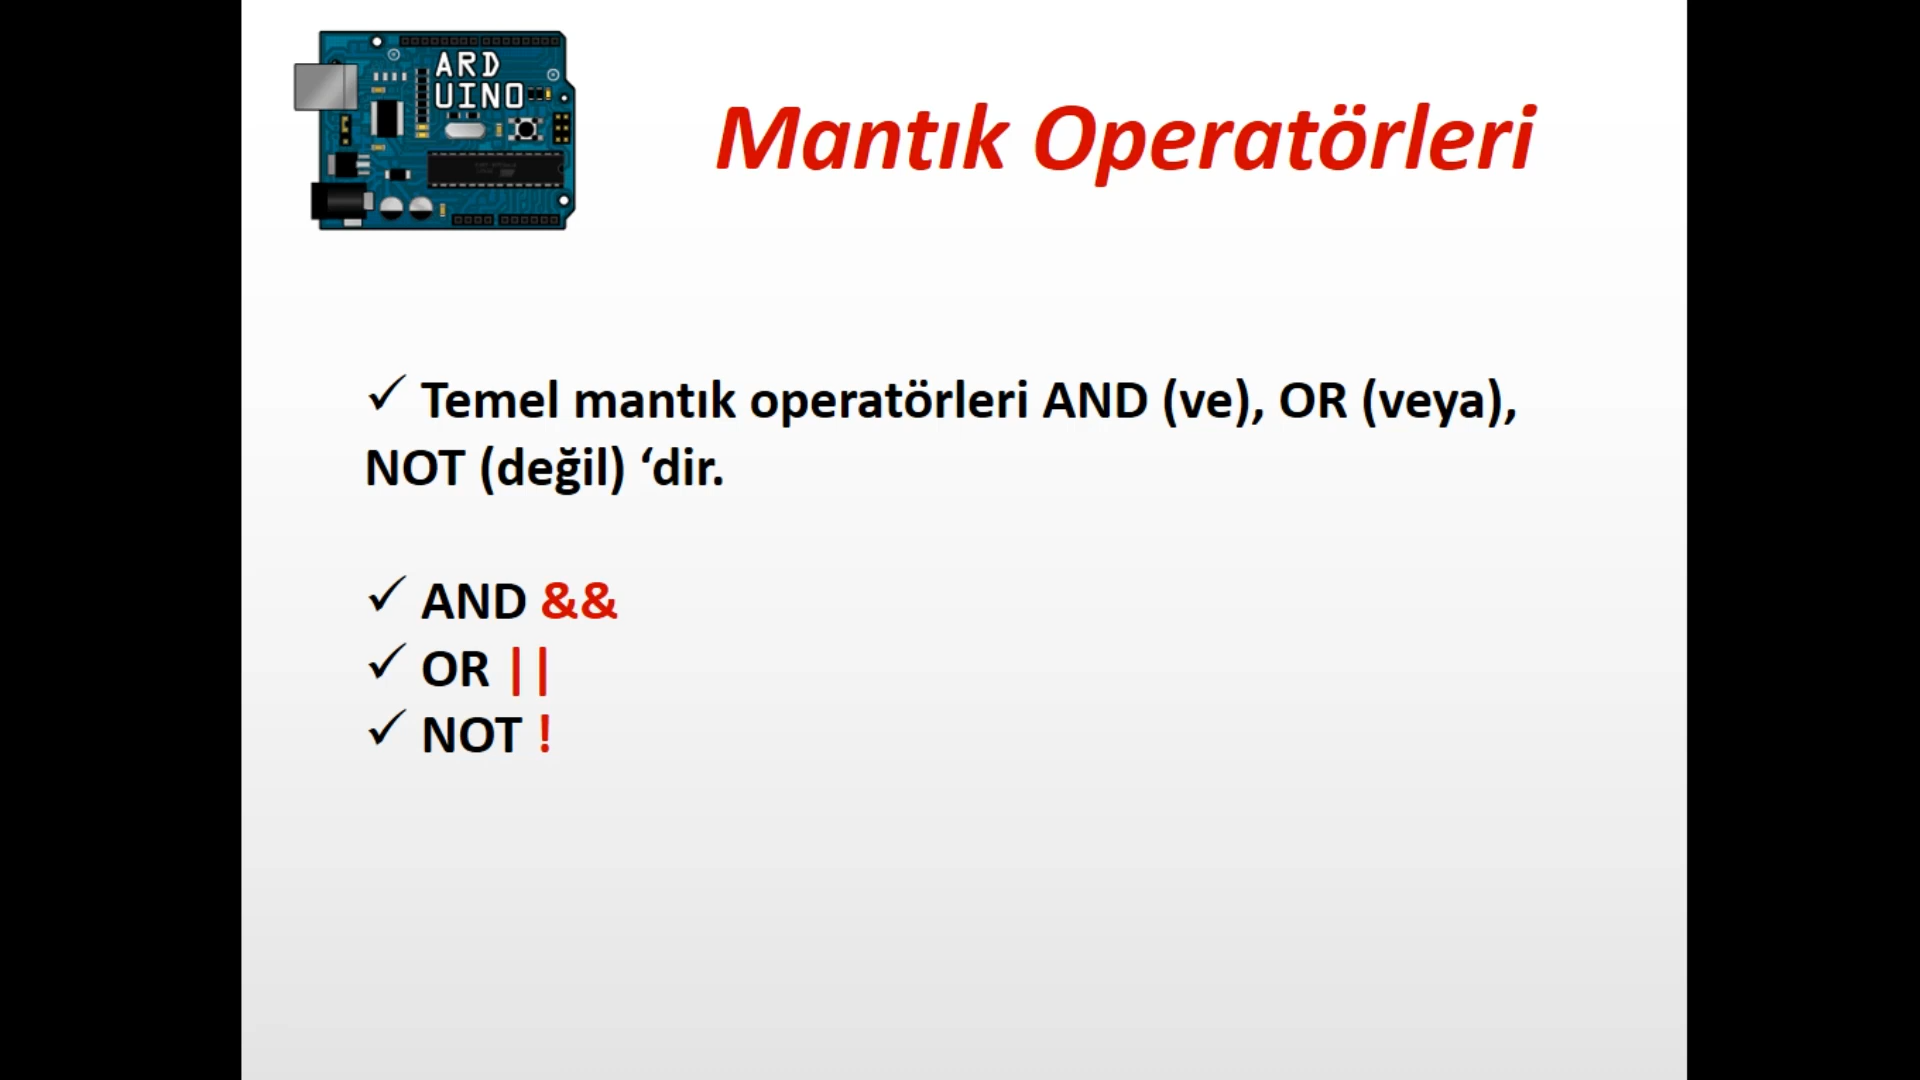 ARD
UINO
Mantık Operatörleri
✓ Temel mantık operatörleri AND (ve), OR (veya),
NOT (değil) ‘dir.
✓ AND &&
✓ OR ||
✓ NOT !